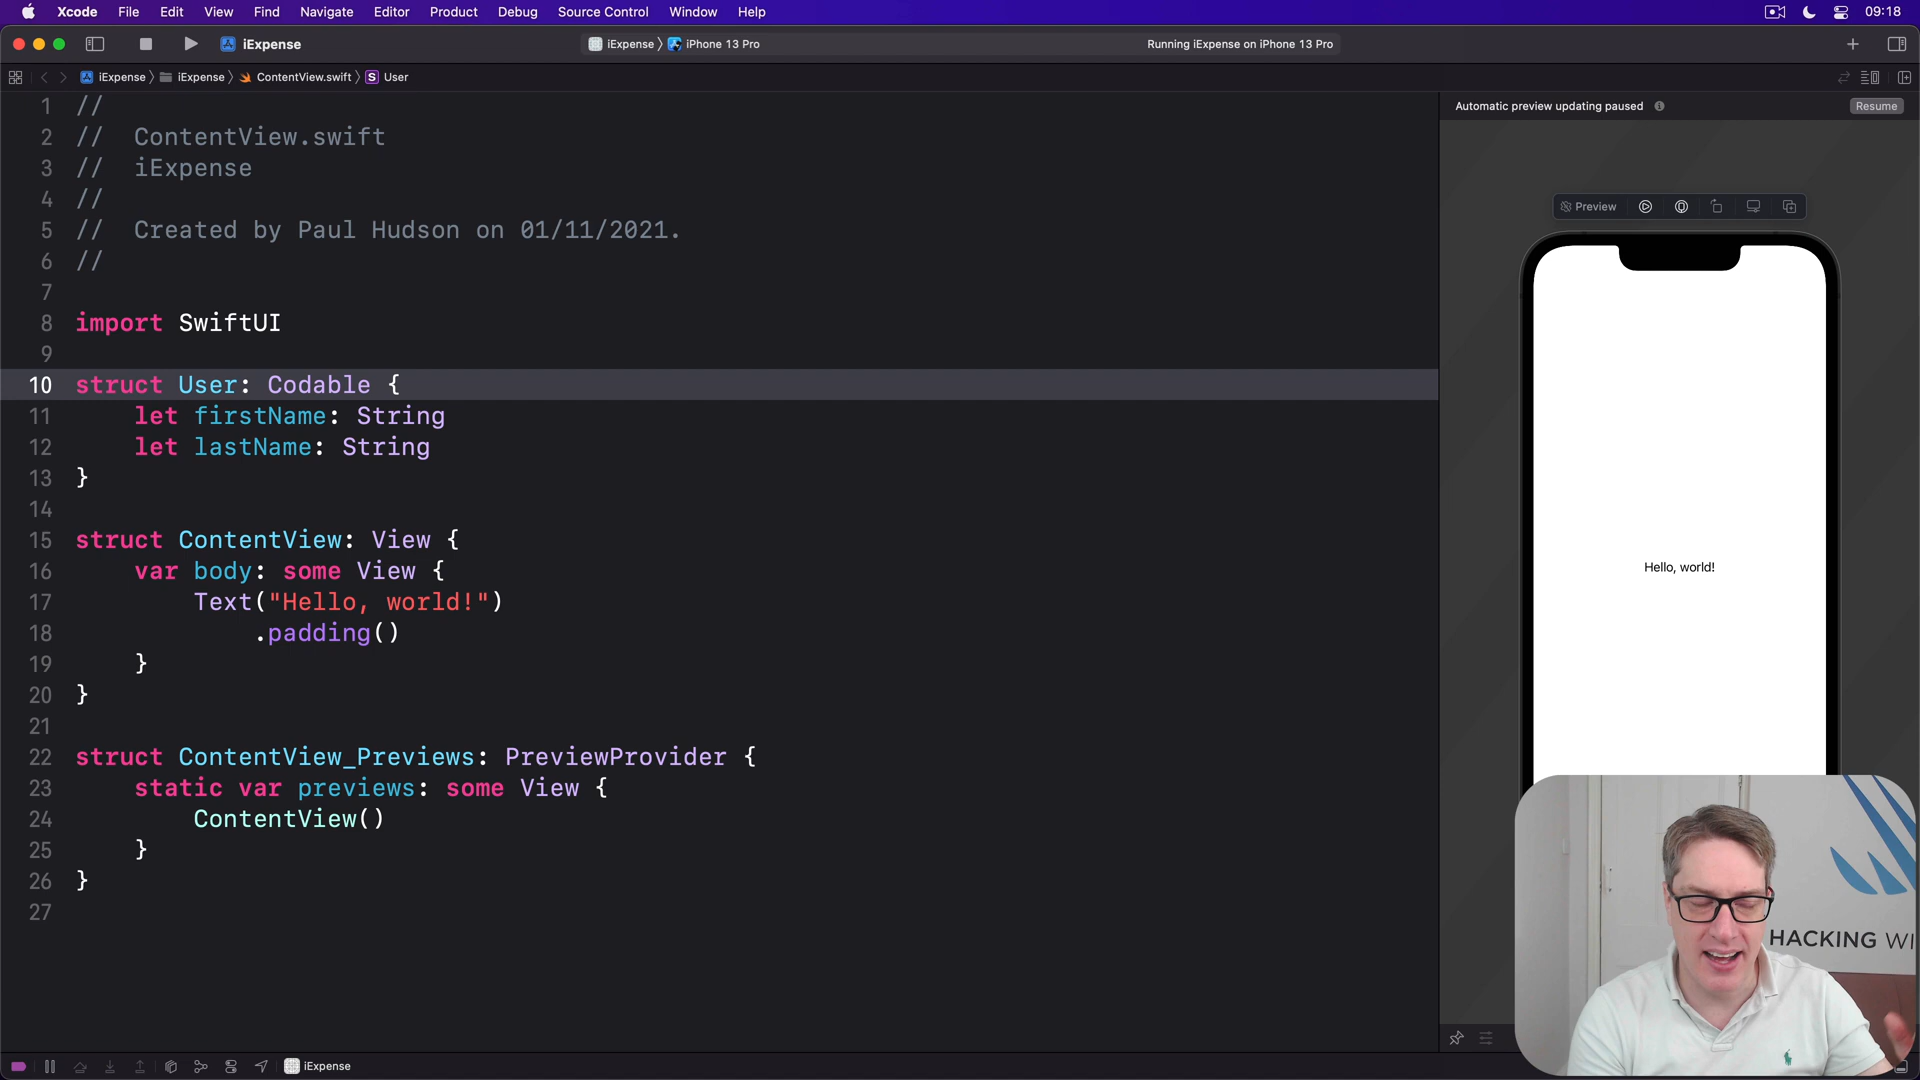 Xcode File Edit View Find Navigate Editor Product Debug Source Control Window Help 09:18
iExpense iExpense iPhone 13 Pro Running iExpense on iPhone 13 Pro
iExpense iExpense ContentView.swift S User
Automatic preview updating paused Resume
1 //
2 //  ContentView.swift
3 //  iExpense
4 //
5 //  Created by Paul Hudson on 01/11/2021.
6 //
7
8 import SwiftUI
9
10 struct User: Codable {
11     let firstName: String
12     let lastName: String
13 }
14
15 struct ContentView: View {
16     var body: some View {
17         Text("Hello, world!")
18             .padding()
19     }
20 }
21
22 struct ContentView_Previews: PreviewProvider {
23     static var previews: some View {
24         ContentView()
25     }
26 }
27
Preview
Hello, world!
HACKING WI
iExpense